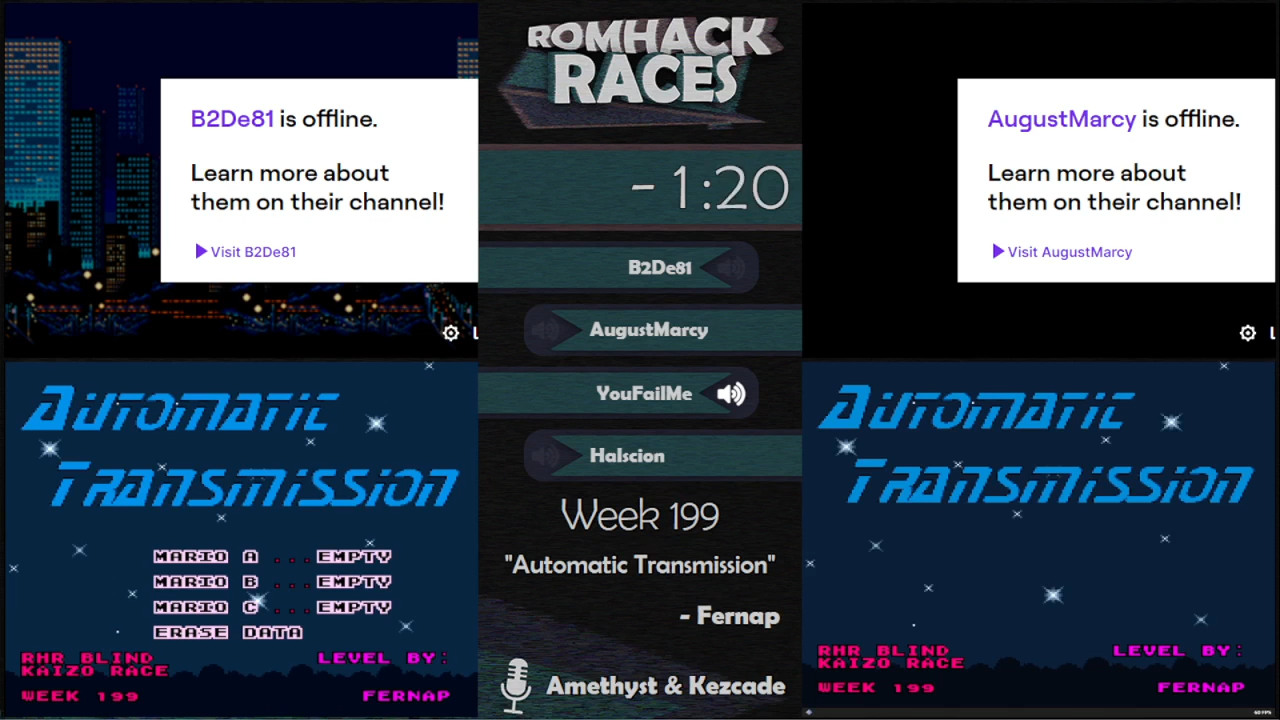 B2De81 is offline.
Learn more about
them on their channel!
Visit B2De81
ROMHACK
RACES
-1:20
B2De81
AugustMarcy
YouFailMe
Halscion
Week 199
"Automatic Transmission"
- Fernap
Amethyst & Kezcade
AugustMarcy is offline.
Learn more about
them on their channel!
Visit AugustMarcy
AUTOMATIC
TRANSMISSION
MARIO A ...EMPTY
MARIO B ...EMPTY
MARIO C ...EMPTY
ERASE DATA
RHR BLIND
KAIZO RACE
WEEK 199
LEVEL BY:
FERNAP
AUTOMATIC
TRANSMISSION
RHR BLIND
KAIZO RACE
WEEK 199
LEVEL BY:
FERNAP
60 FPS